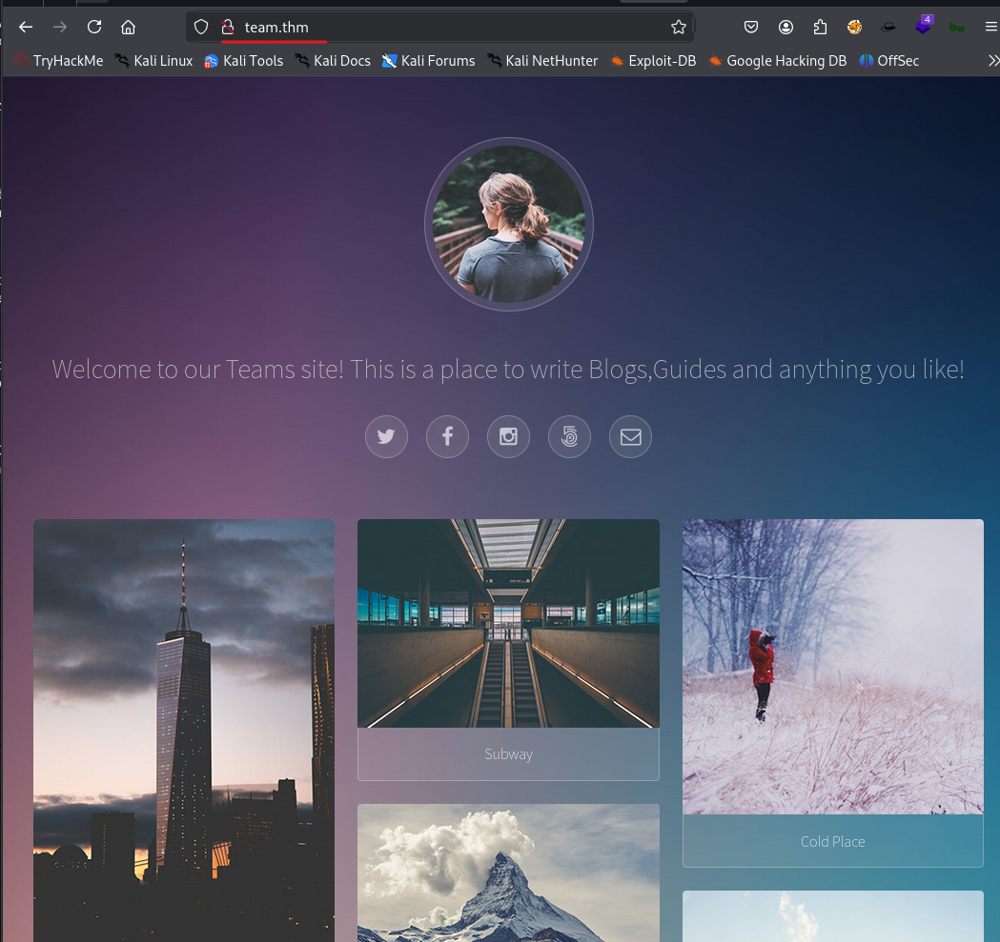 team.thm
4
TryHackMe Kali Linux Kali Tools Kali Docs Kali Forums Kali NetHunter Exploit-DB Google Hacking DB OffSec
Welcome to our Teams site! This is a place to write Blogs,Guides and anything you like!
Subway
Cold Place